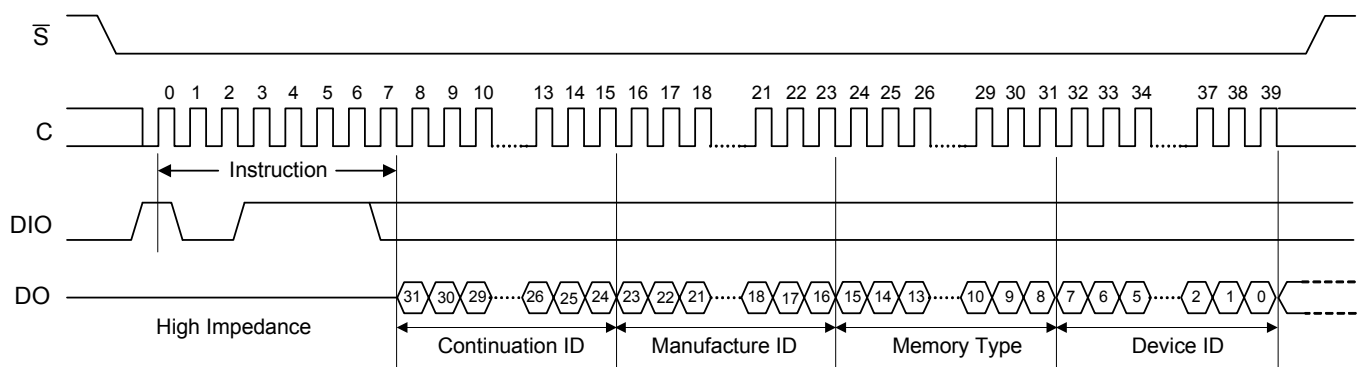 S
0 1 2 3 4 5 6 7 8 9 10 13 14 15 16 17 18 21 22 23 24 25 26 29 30 31 32 33 34 37 38 39
C
Instruction
DIO
DO 31 30 29 26 25 24 23 22 21 18 17 16 15 14 13 10 9 8 7 6 5 2 1 0
High Impedance
Continuation ID Manufacture ID Memory Type Device ID